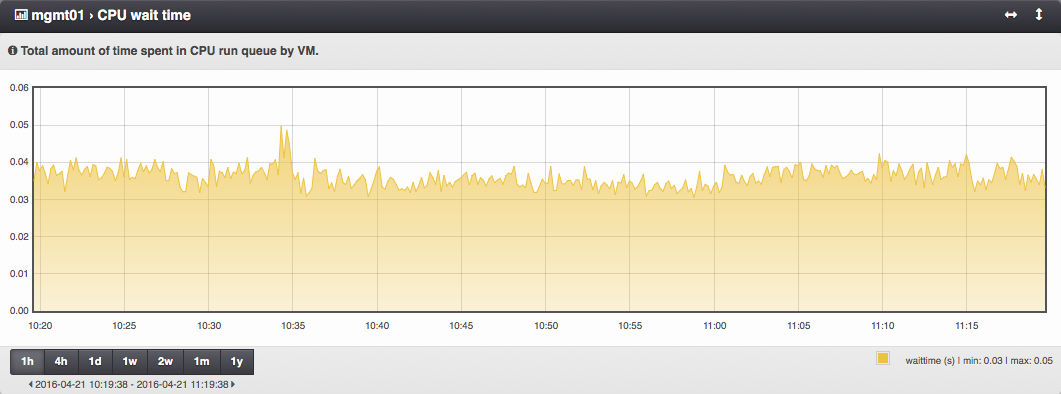 mgmt01 › CPU wait time
Total amount of time spent in CPU run queue by VM.
0.06
0.05
0.04
0.03
0.02
0.01
0.00
10:20 10:25 10:30 10:35 10:40 10:45 10:50 10:55 11:00 11:05 11:10 11:15
1h 4h 1d 1w 2w 1m 1y
waittime (s) | min: 0.03 | max: 0.05
2016-04-21 10:19:38 - 2016-04-21 11:19:38